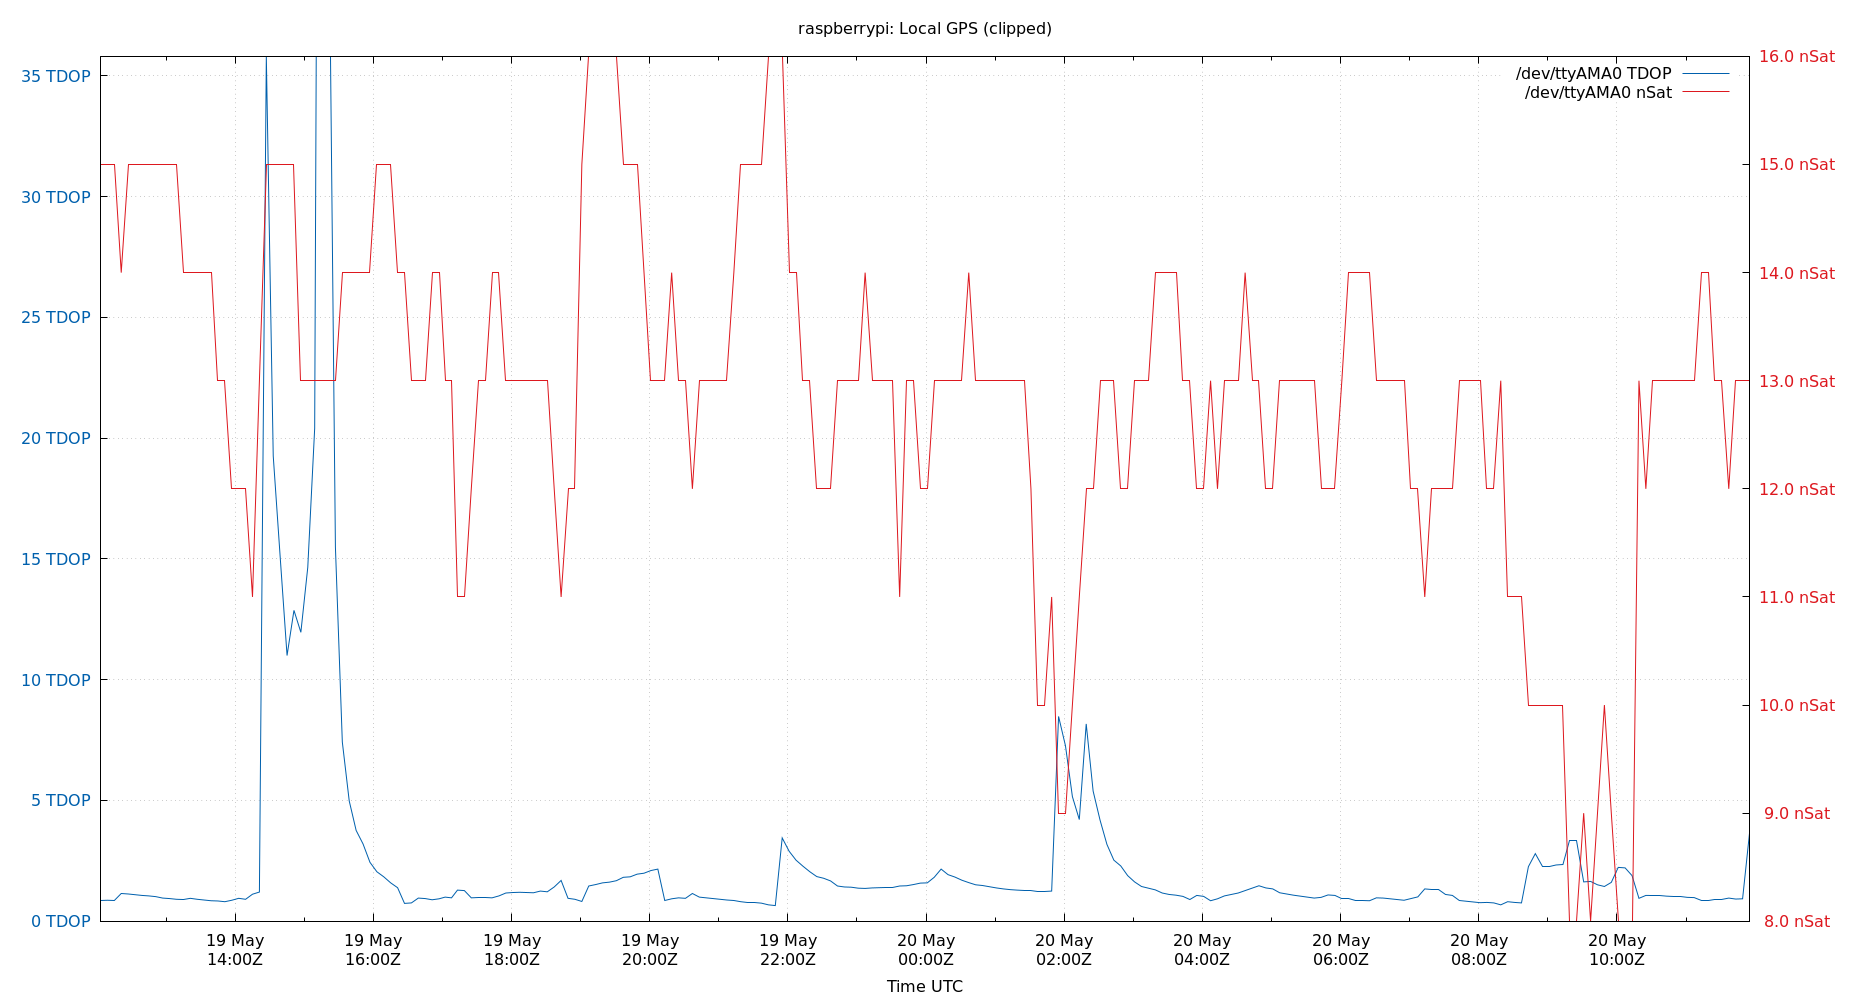 raspberrypi: Local GPS (clipped)
/dev/ttyAMA0 TDOP
/dev/ttyAMA0 nSat
35 TDOP
30 TDOP
25 TDOP
20 TDOP
15 TDOP
10 TDOP
5 TDOP
0 TDOP
16.0 nSat
15.0 nSat
14.0 nSat
13.0 nSat
12.0 nSat
11.0 nSat
10.0 nSat
9.0 nSat
8.0 nSat
19 May
14:00Z
19 May
16:00Z
19 May
18:00Z
19 May
20:00Z
19 May
22:00Z
20 May
00:00Z
20 May
02:00Z
20 May
04:00Z
20 May
06:00Z
20 May
08:00Z
20 May
10:00Z
Time UTC